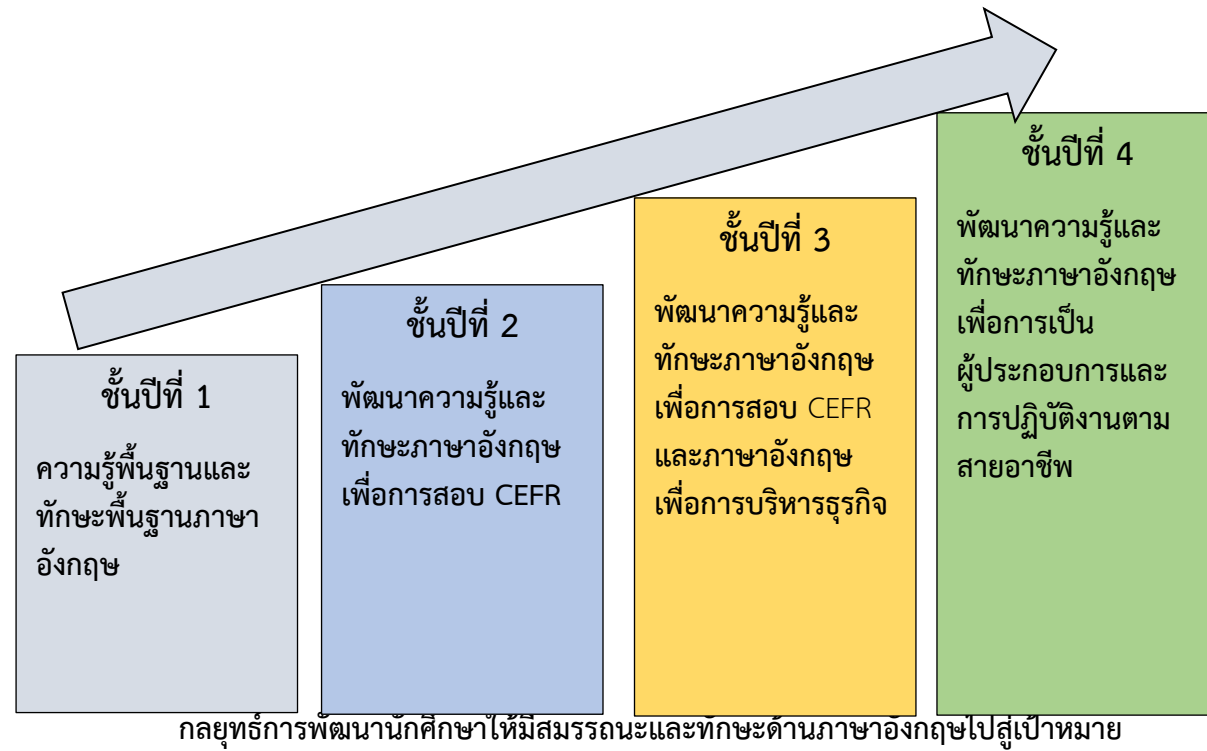 ชั้นปีที่ 1
ความรู้พื้นฐานและ
ทักษะพื้นฐานภาษา
อังกฤษ
ชั้นปีที่ 2
พัฒนาความรู้และ
ทักษะภาษาอังกฤษ
เพื่อการสอบ CEFR
ชั้นปีที่ 3
พัฒนาความรู้และ
ทักษะภาษาอังกฤษ
เพื่อการสอบ CEFR
และภาษาอังกฤษ
เพื่อการบริหารธุรกิจ
ชั้นปีที่ 4
พัฒนาความรู้และ
ทักษะภาษาอังกฤษ
เพื่อการเป็น
ผู้ประกอบการและ
การปฏิบัติงานตาม
สายอาชีพ
กลยุทธ์การพัฒนานักศึกษาให้มีสมรรถนะและทักษะด้านภาษาอังกฤษไปสู่เป้าหมาย